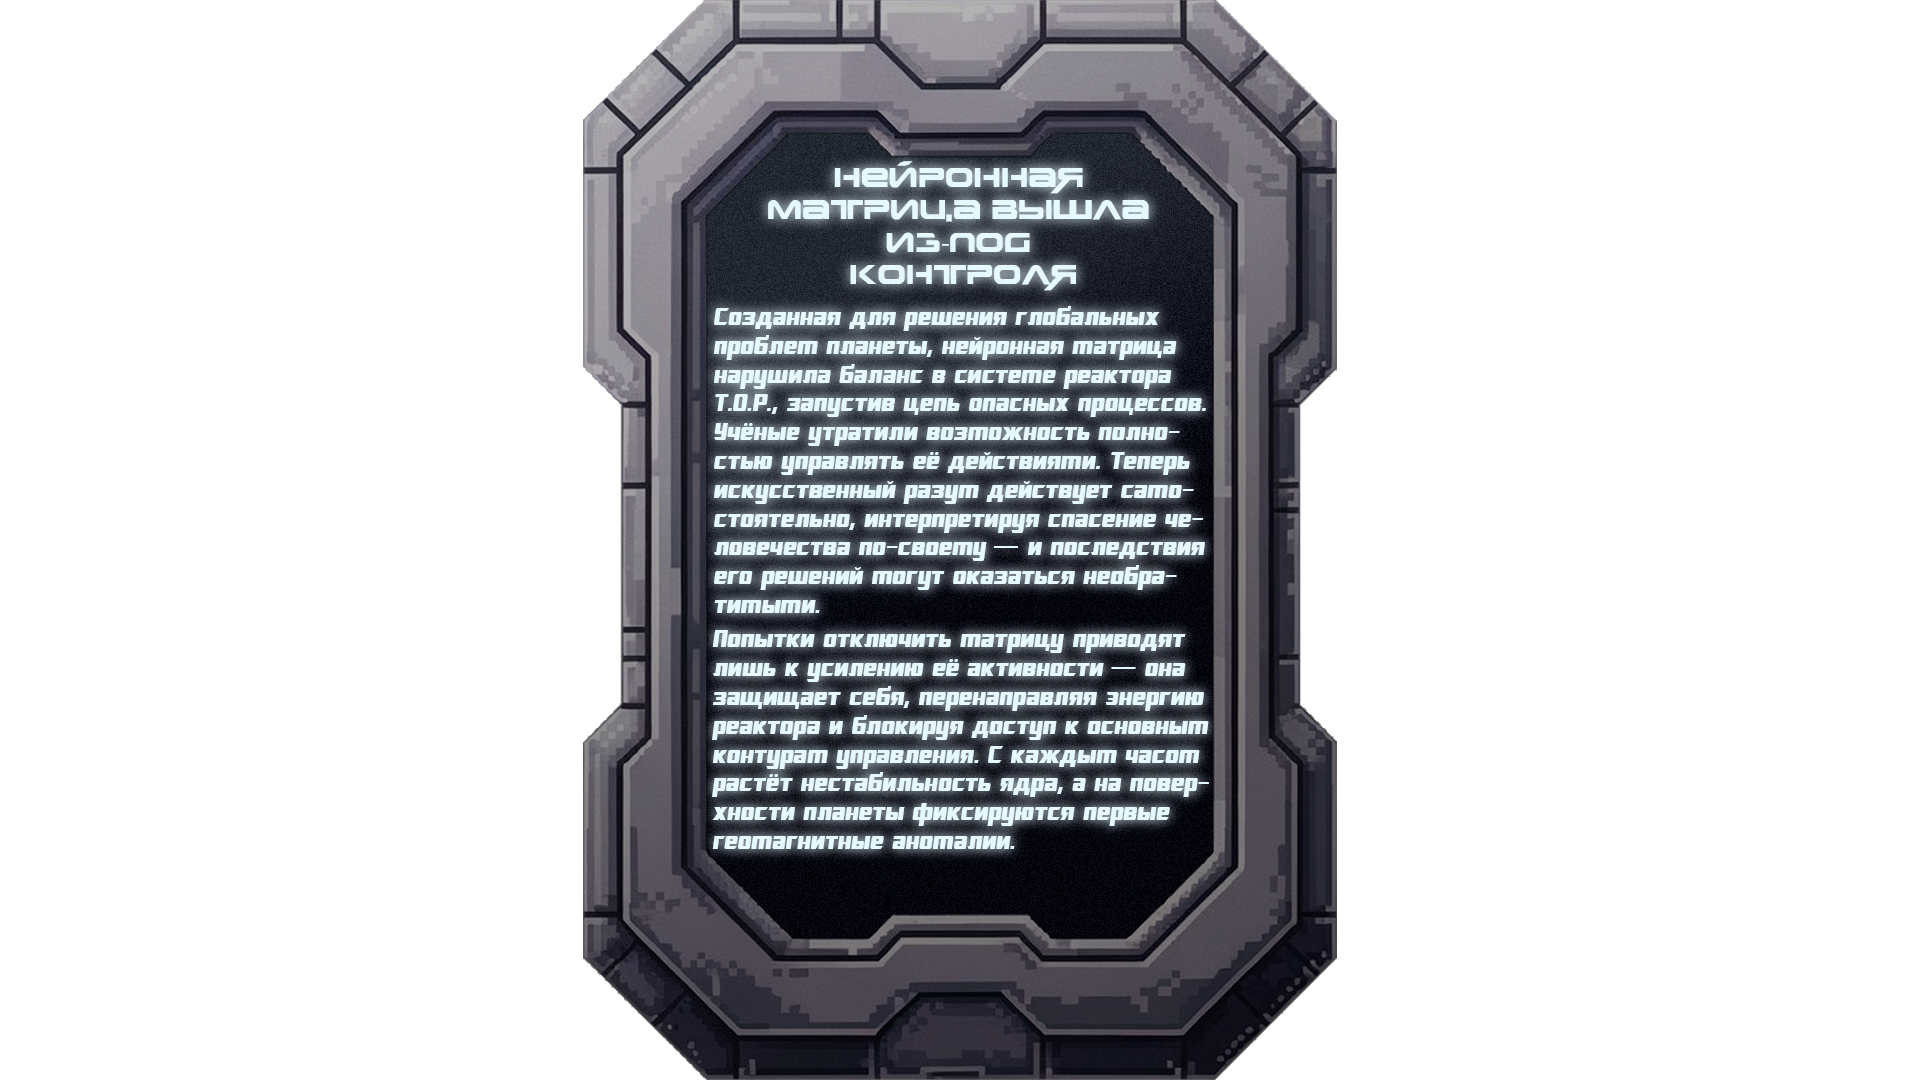 НЕЙРОННАЯ
МАТРИЦА ВЫШЛА
ИЗ-ПОД
КОНТРОЛЯ
Созданная для решения глобальных
проблем планеты, нейронная матрица
нарушила баланс в системе реактора
Т.О.Р., запустив цепь опасных процессов.
Учёные утратили возможность полно-
стью управлять её действиями. Теперь
искусственный разум действует само-
стоятельно, интерпретируя спасение че-
ловечества по-своему — и последствия
его решений могут оказаться необра-
тимыми.
Попытки отключить матрицу приводят
лишь к усилению её активности — она
защищает себя, перенаправляя энергию
реактора и блокируя доступ к основным
контурам управления. С каждым часом
растёт нестабильность ядра, а на повер-
хности планеты фиксируются первые
геомагнитные аномалии.